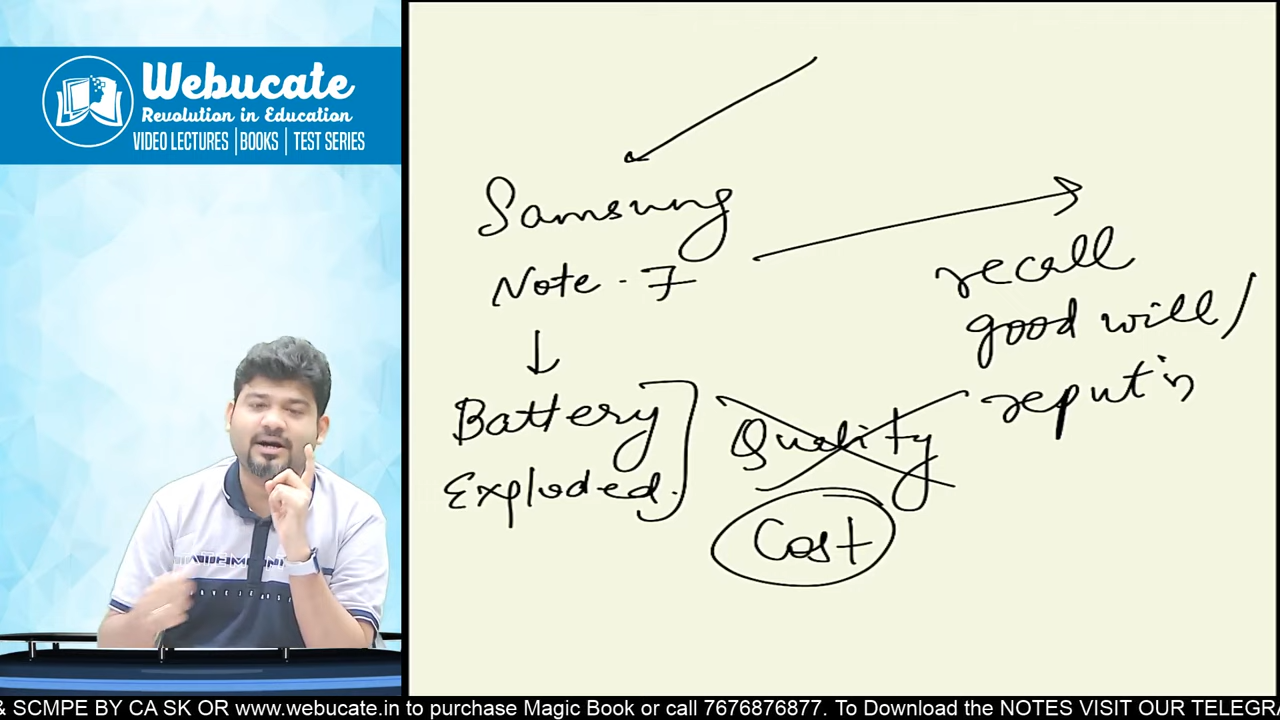 Webucate
Revolution in Education
VIDEO LECTURES | BOOKS | TEST SERIES
Samsung
Note - 7
Battery
Exploded.
Quality
Cost
recall
good will /
reput'n
STATEMENT
& SCMPE BY CA SK OR www.webucate.in to purchase Magic Book or call 7676876877. To Download the NOTES VISIT OUR TELEGRA